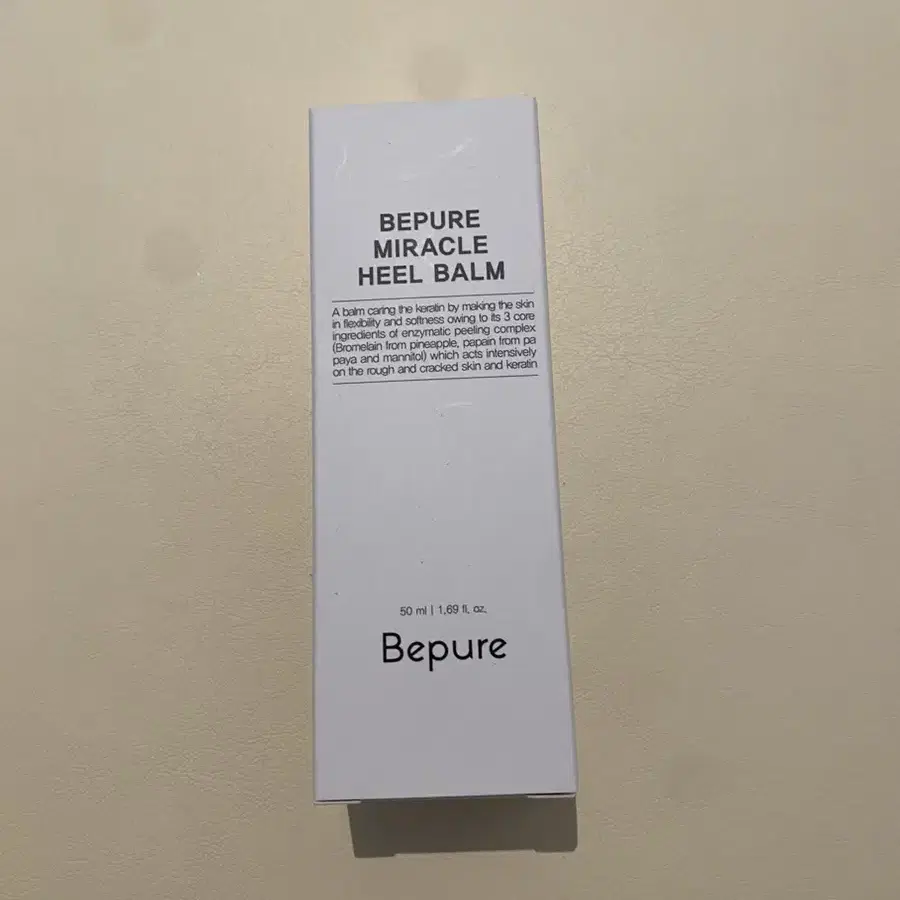 BEPURE
MIRACLE
HEEL BALM
A balm caring the keratin by making the skin
in flexibility and softness owing to its 3 core
ingredients of enzymatic peeling complex
(Bromelain from pineapple, papain from pa
paya and mannitol) which acts intensively
on the rough and cracked skin and keratin
50 ml | 1.69 fl. oz.
Bepure